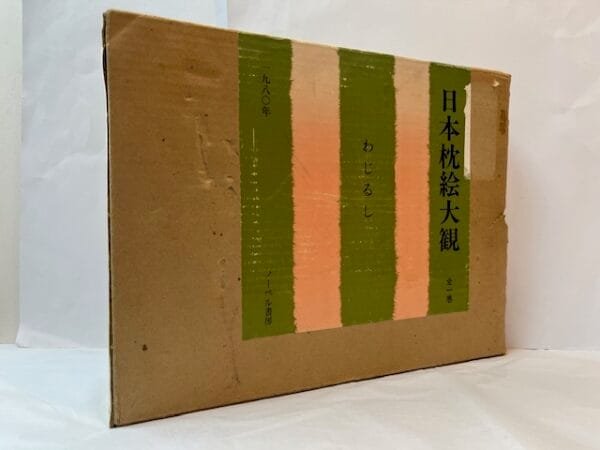 日本枕絵大観
全一巻
わじるし
一九八〇年
ノーベル書房